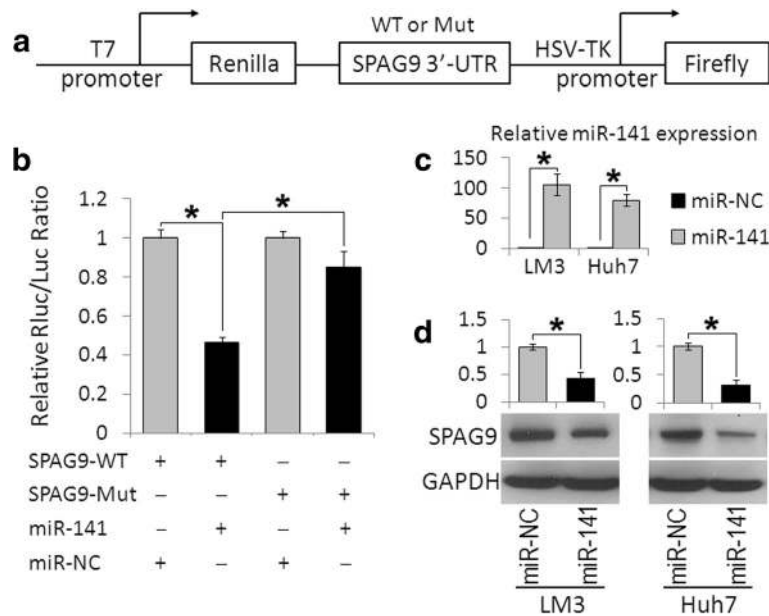 a
T7 promoter
Renilla
WT or Mut
SPAG9 3′-UTR
HSV-TK promoter
Firefly
b
Relative Rluc/Luc Ratio
1.2
1
0.8
0.6
0.4
0.2
0
* *
SPAG9-WT + + – –
SPAG9-Mut – – + +
miR-141 – + – +
miR-NC + – + –
c
Relative miR-141 expression
150
100
50
0
* *
LM3 Huh7
miR-NC
miR-141
d
1.5
1
0.5
0
*
1.5
1
0.5
0
*
SPAG9
GAPDH
miR-NC miR-141 miR-NC miR-141
LM3 Huh7